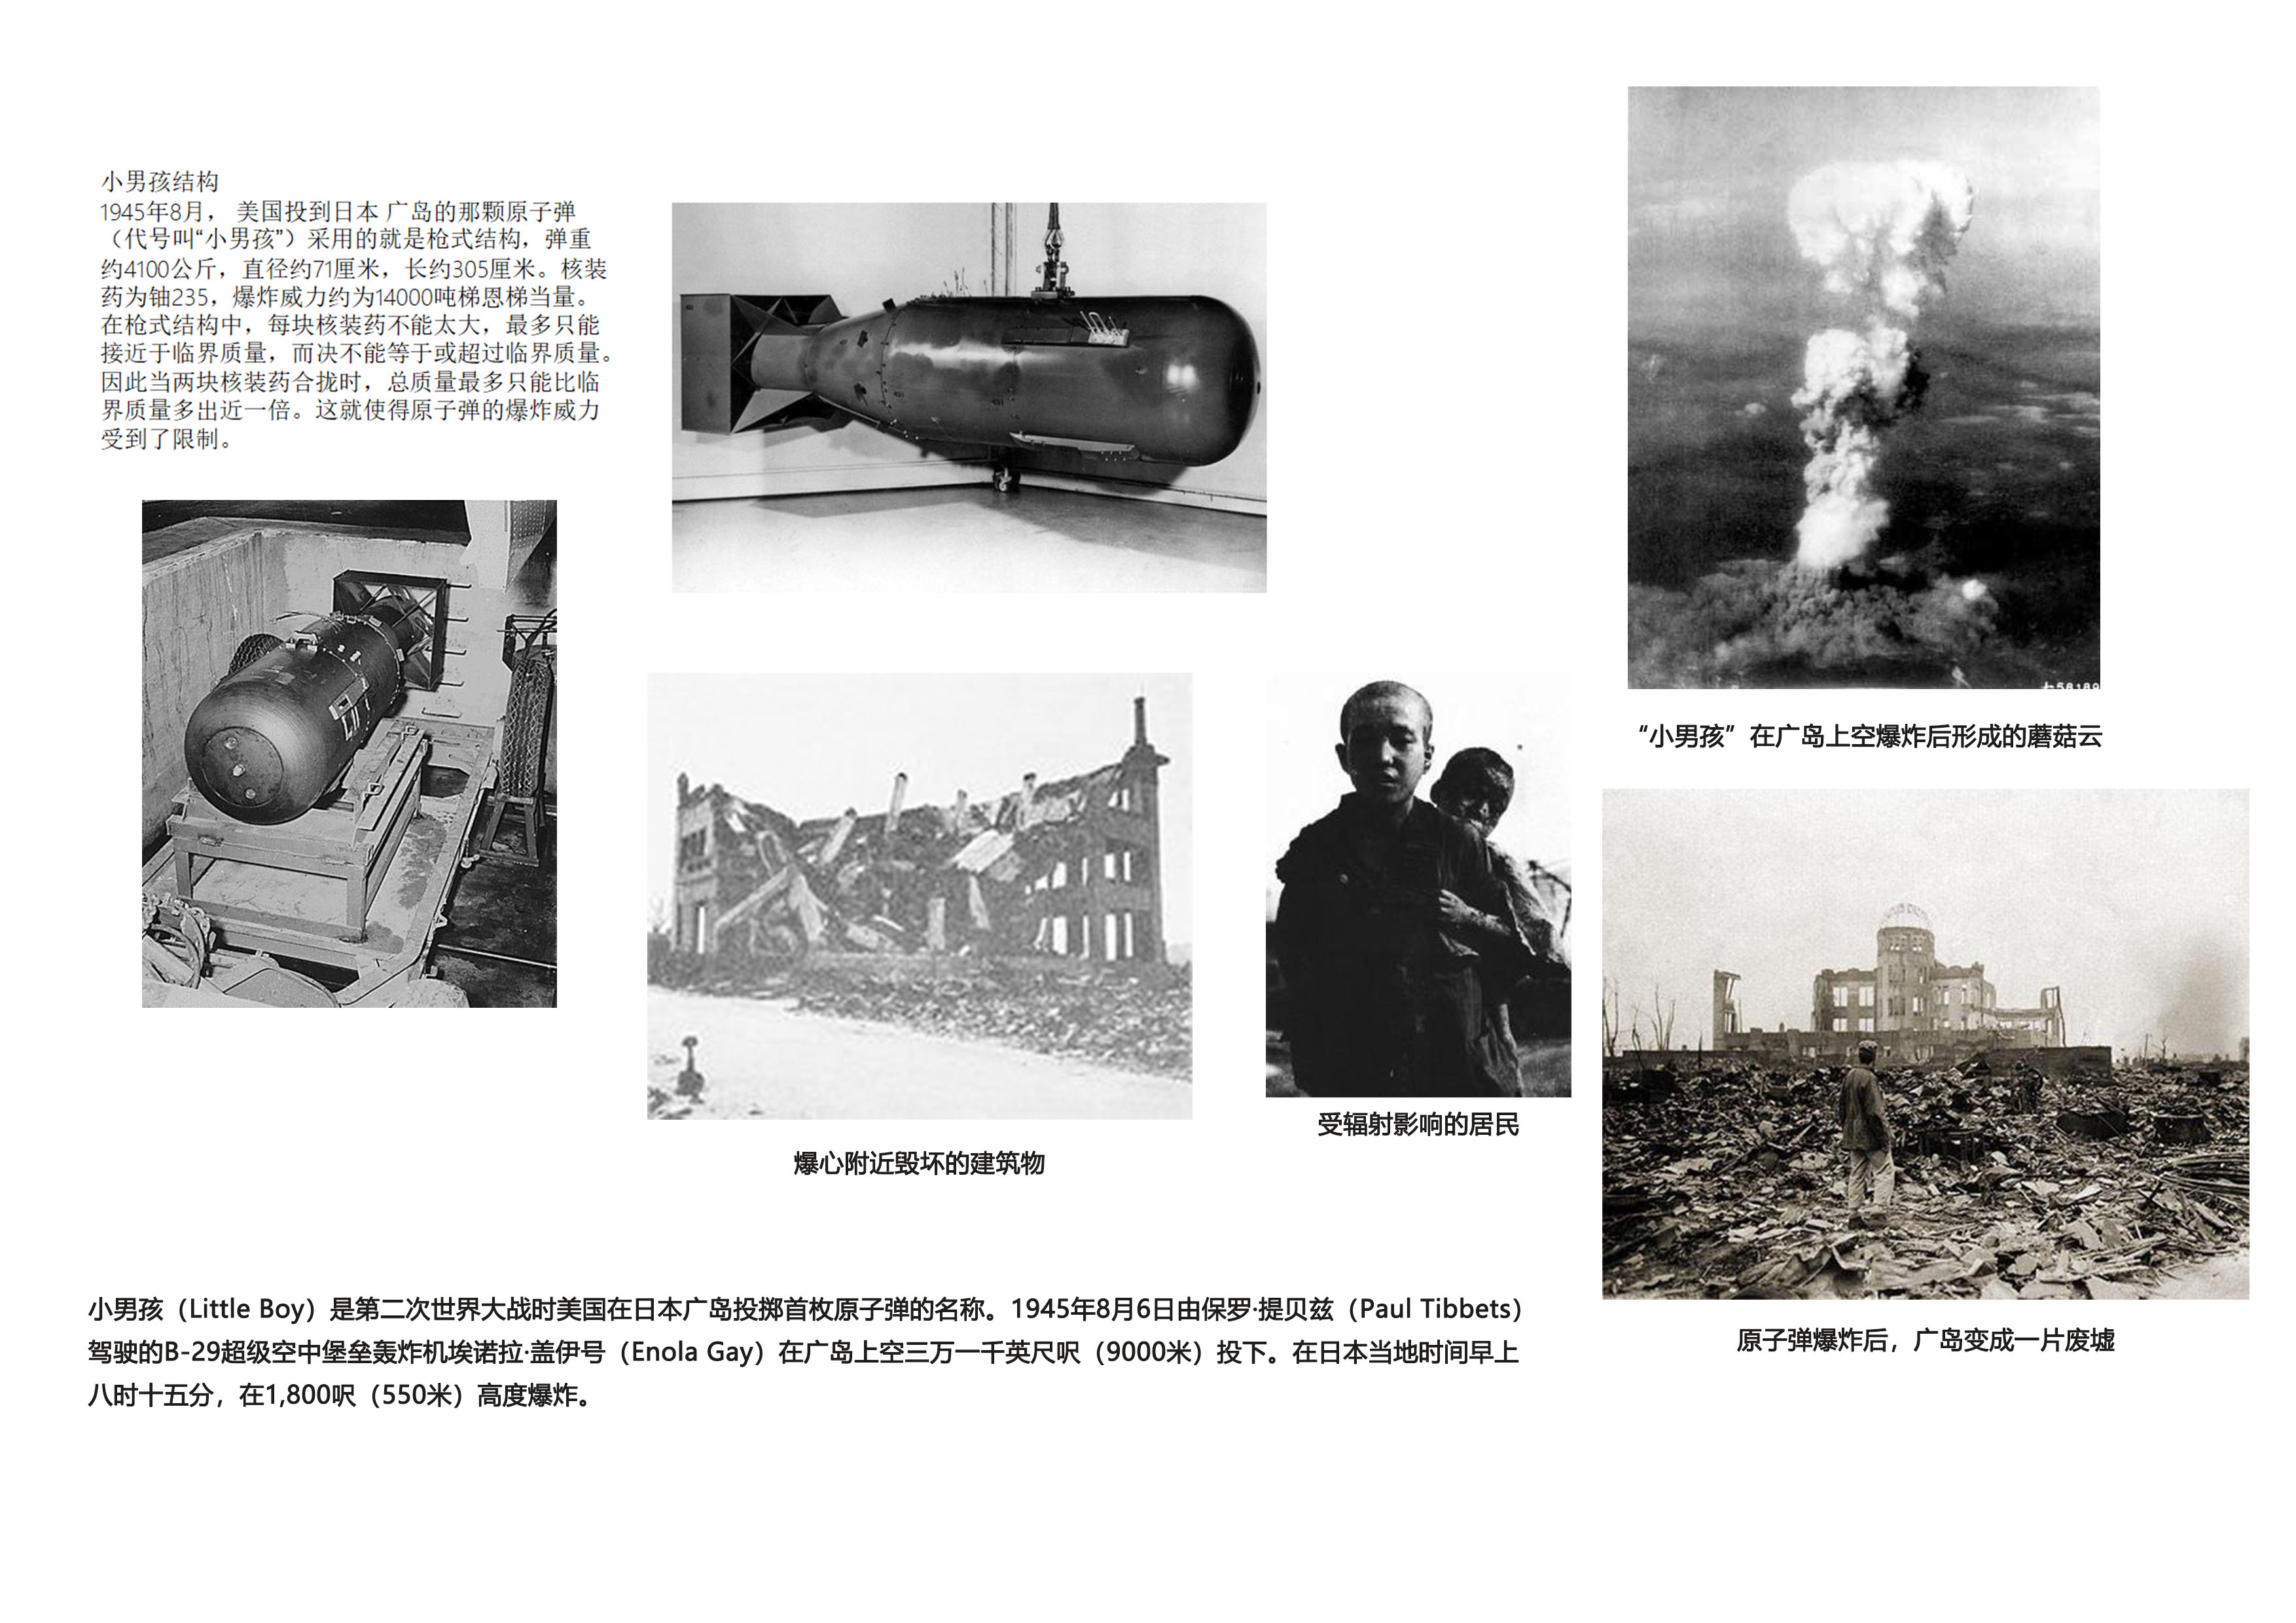 小男孩结构
1945年8月， 美国投到日本 广岛的那颗原子弹
（代号叫“小男孩”）采用的就是枪式结构，弹重
约4100公斤，直径约71厘米，长约305厘米。核装
药为铀235，爆炸威力约为14000吨梯恩梯当量。
在枪式结构中，每块核装药不能太大，最多只能
接近于临界质量，而决不能等于或超过临界质量。
因此当两块核装药合拢时，总质量最多只能比临
界质量多出近一倍。这就使得原子弹的爆炸威力
受到了限制。
“小男孩”在广岛上空爆炸后形成的蘑菇云
受辐射影响的居民
爆心附近毁坏的建筑物
原子弹爆炸后，广岛变成一片废墟
小男孩（Little Boy）是第二次世界大战时美国在日本广岛投掷首枚原子弹的名称。1945年8月6日由保罗·提贝兹（Paul Tibbets）
驾驶的B-29超级空中堡垒轰炸机埃诺拉·盖伊号（Enola Gay）在广岛上空三万一千英尺呎（9000米）投下。在日本当地时间早上
八时十五分，在1,800呎（550米）高度爆炸。